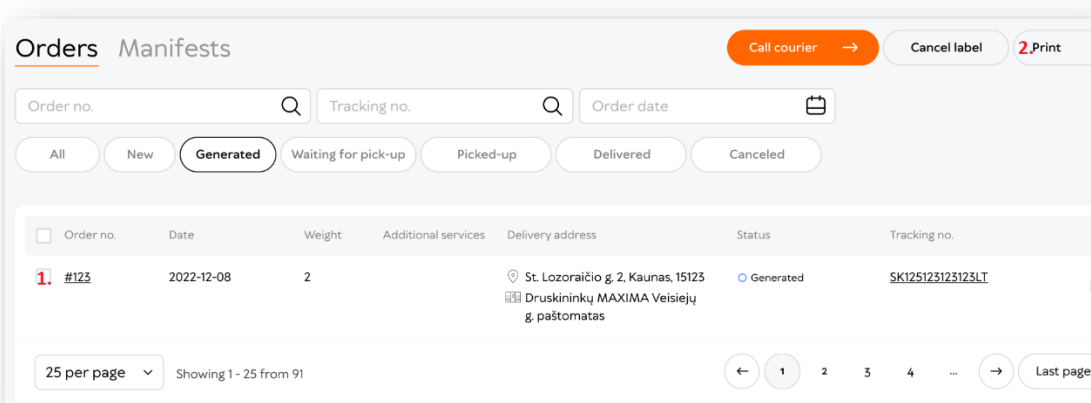 Orders Manifests Call courier → Cancel label 2.Print
Order no. Tracking no. Order date
All New Generated Waiting for pick-up Picked-up Delivered Canceled
Order no. Date Weight Additional services Delivery address Status Tracking no.
1. #123 2022-12-08 2 St. Lozoraičio g. 2, Kaunas, 15123 Generated SK125123123123LT
Druskininkų MAXIMA Veisiejų
g. paštomatas
25 per page Showing 1 - 25 from 91 ← 1 2 3 4 ... → Last page